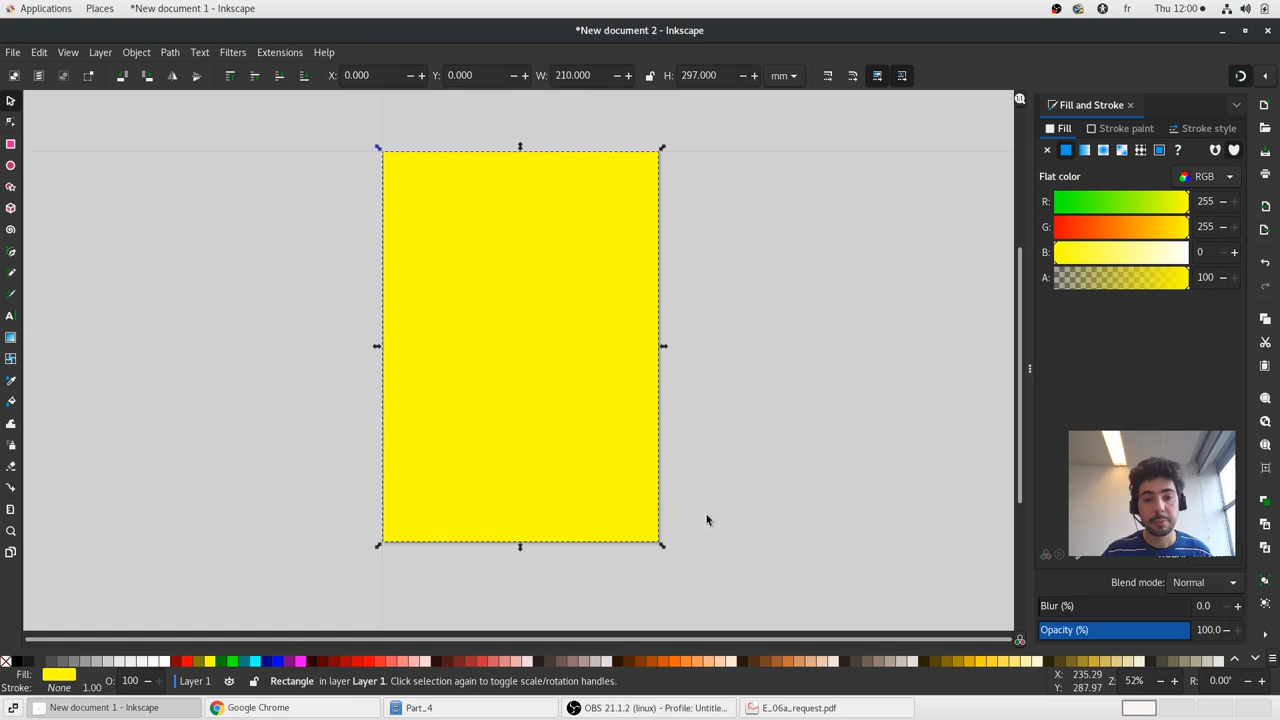 Applications Places *New document 1 - Inkscape fr Thu 12:00
*New document 2 - Inkscape
File Edit View Layer Object Path Text Filters Extensions Help
X: 0.000 Y: 0.000 W: 210.000 H: 297.000 mm
Fill and Stroke
Fill Stroke paint Stroke style
Flat color RGB
R: 255
G: 255
B: 0
A: 100
Blend mode: Normal
Blur (%) 0.0
Opacity (%) 100.0
Fill: O: 100 Layer 1 Rectangle in layer Layer 1. Click selection again to toggle scale/rotation handles. X: 235.29 Z: 52% R: 0.00°
Stroke: None 1.00 Y: 287.97
New document 1 - Inkscape Google Chrome Part_4 OBS 21.1.2 (linux) - Profile: Untitle... E_06a_request.pdf